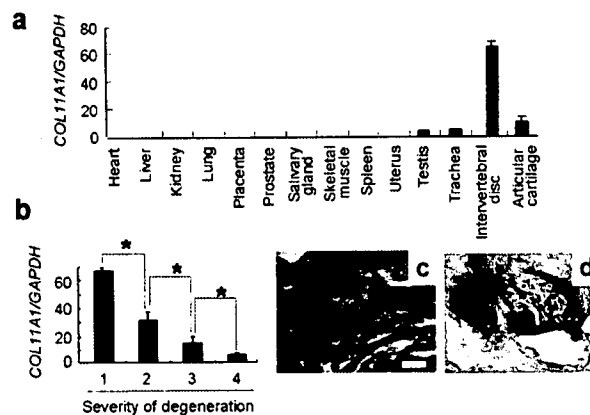 a
COL11A1/GAPDH
80
60
40
20
0
Heart
Liver
Kidney
Lung
Placenta
Prostate
Salivary
gland
Skeletal
muscle
Spleen
Uterus
Testis
Trachea
Intervertebral
disc
Articular
cartilage
b
COL11A1/GAPDH
60
40
20
0
* * *
1 2 3 4
Severity of degeneration
c
d